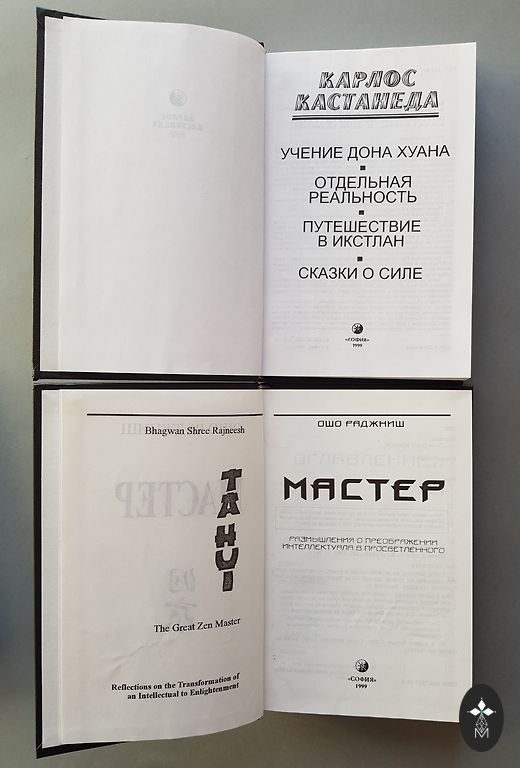 КАРЛОС
КАСТАНЕДА
УЧЕНИЕ ДОНА ХУАНА
ОТДЕЛЬНАЯ
РЕАЛЬНОСТЬ
ПУТЕШЕСТВИЕ
В ИКСТЛАН
СКАЗКИ О СИЛЕ
«СОФИЯ»
1999
Bhagwan Shree Rajneesh
The Great Zen Master
Reflections on the Transformation of
an Intellectual to Enlightenment
ОШО РАДЖНИШ
МАСТЕР
РАЗМЫШЛЕНИЯ О ПРЕОБРАЖЕНИИ
ИНТЕЛЛЕКТУАЛА В ПРОСВЕТЛЕННОГО
«СОФИЯ»
1999
M